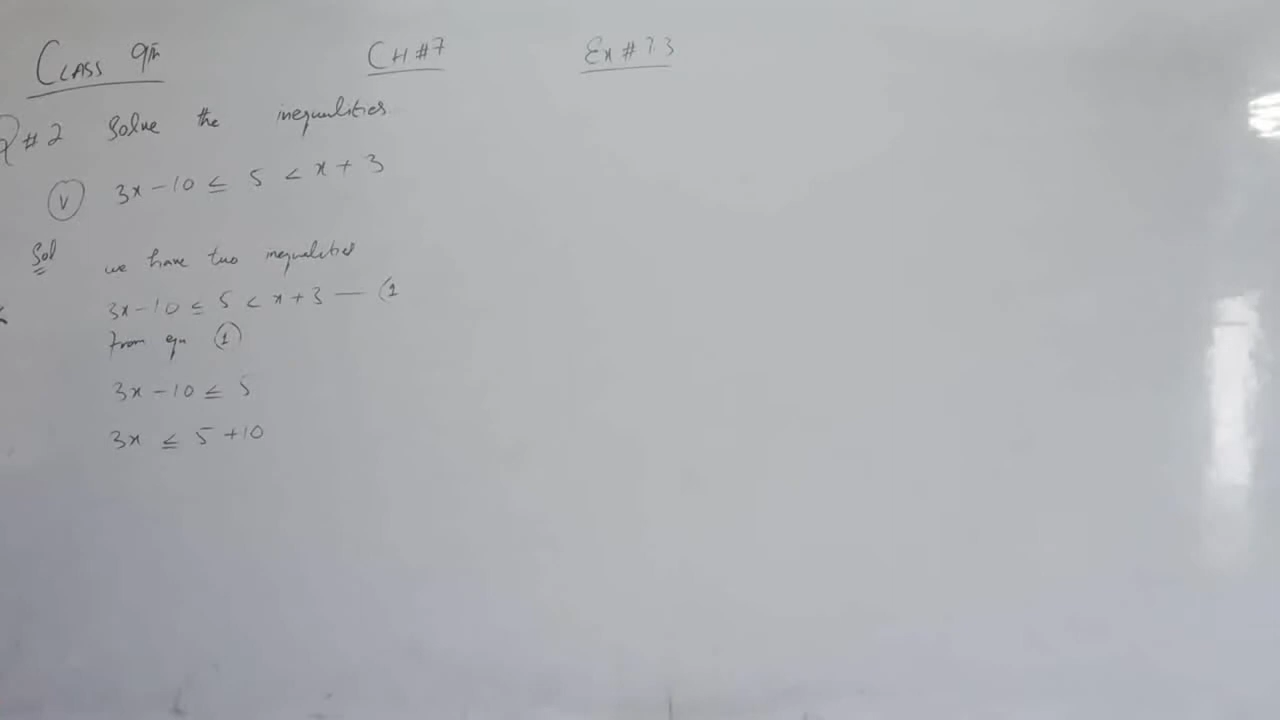 CLASS 9th CH # 7 Ex # 7.3
Q # 2 Solve the inequalities
(v) 3x - 10 ≤ 5 < x + 3
Sol we have two inequalities
3x - 10 ≤ 5 < x + 3 — (1
from eqn (1)
3x - 10 ≤ 5
3x ≤ 5 + 10